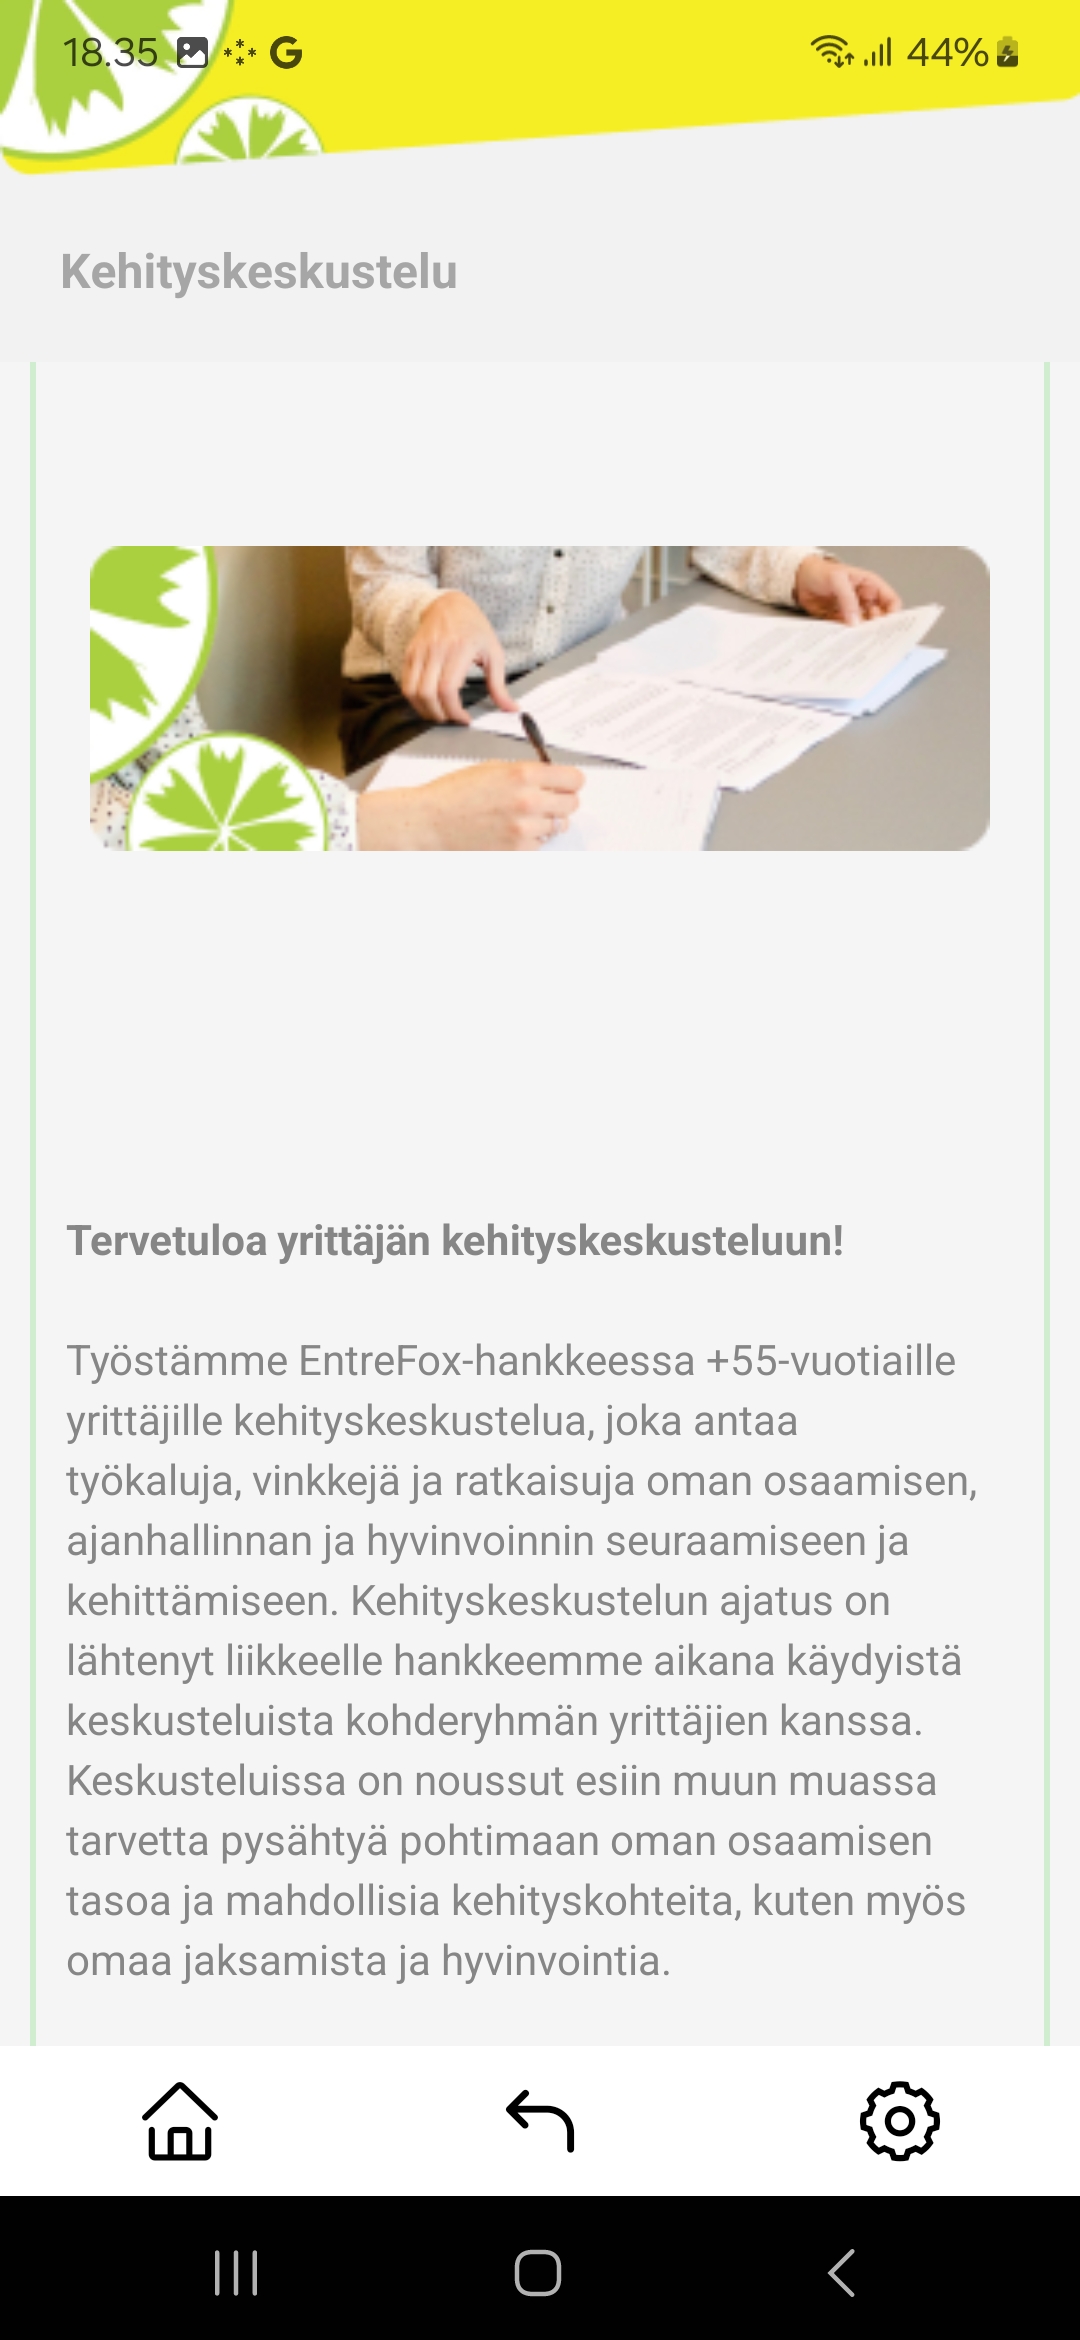 18.35
44%
Kehityskeskustelu
Tervetuloa yrittäjän kehityskeskusteluun!
Työstämme EntreFox-hankkeessa +55-vuotiaille
yrittäjille kehityskeskustelua, joka antaa
työkaluja, vinkkejä ja ratkaisuja oman osaamisen,
ajanhallinnan ja hyvinvoinnin seuraamiseen ja
kehittämiseen. Kehityskeskustelun ajatus on
lähtenyt liikkeelle hankkeemme aikana käydyistä
keskusteluista kohderyhmän yrittäjien kanssa.
Keskusteluissa on noussut esiin muun muassa
tarvetta pysähtyä pohtimaan oman osaamisen
tasoa ja mahdollisia kehityskohteita, kuten myös
omaa jaksamista ja hyvinvointia.